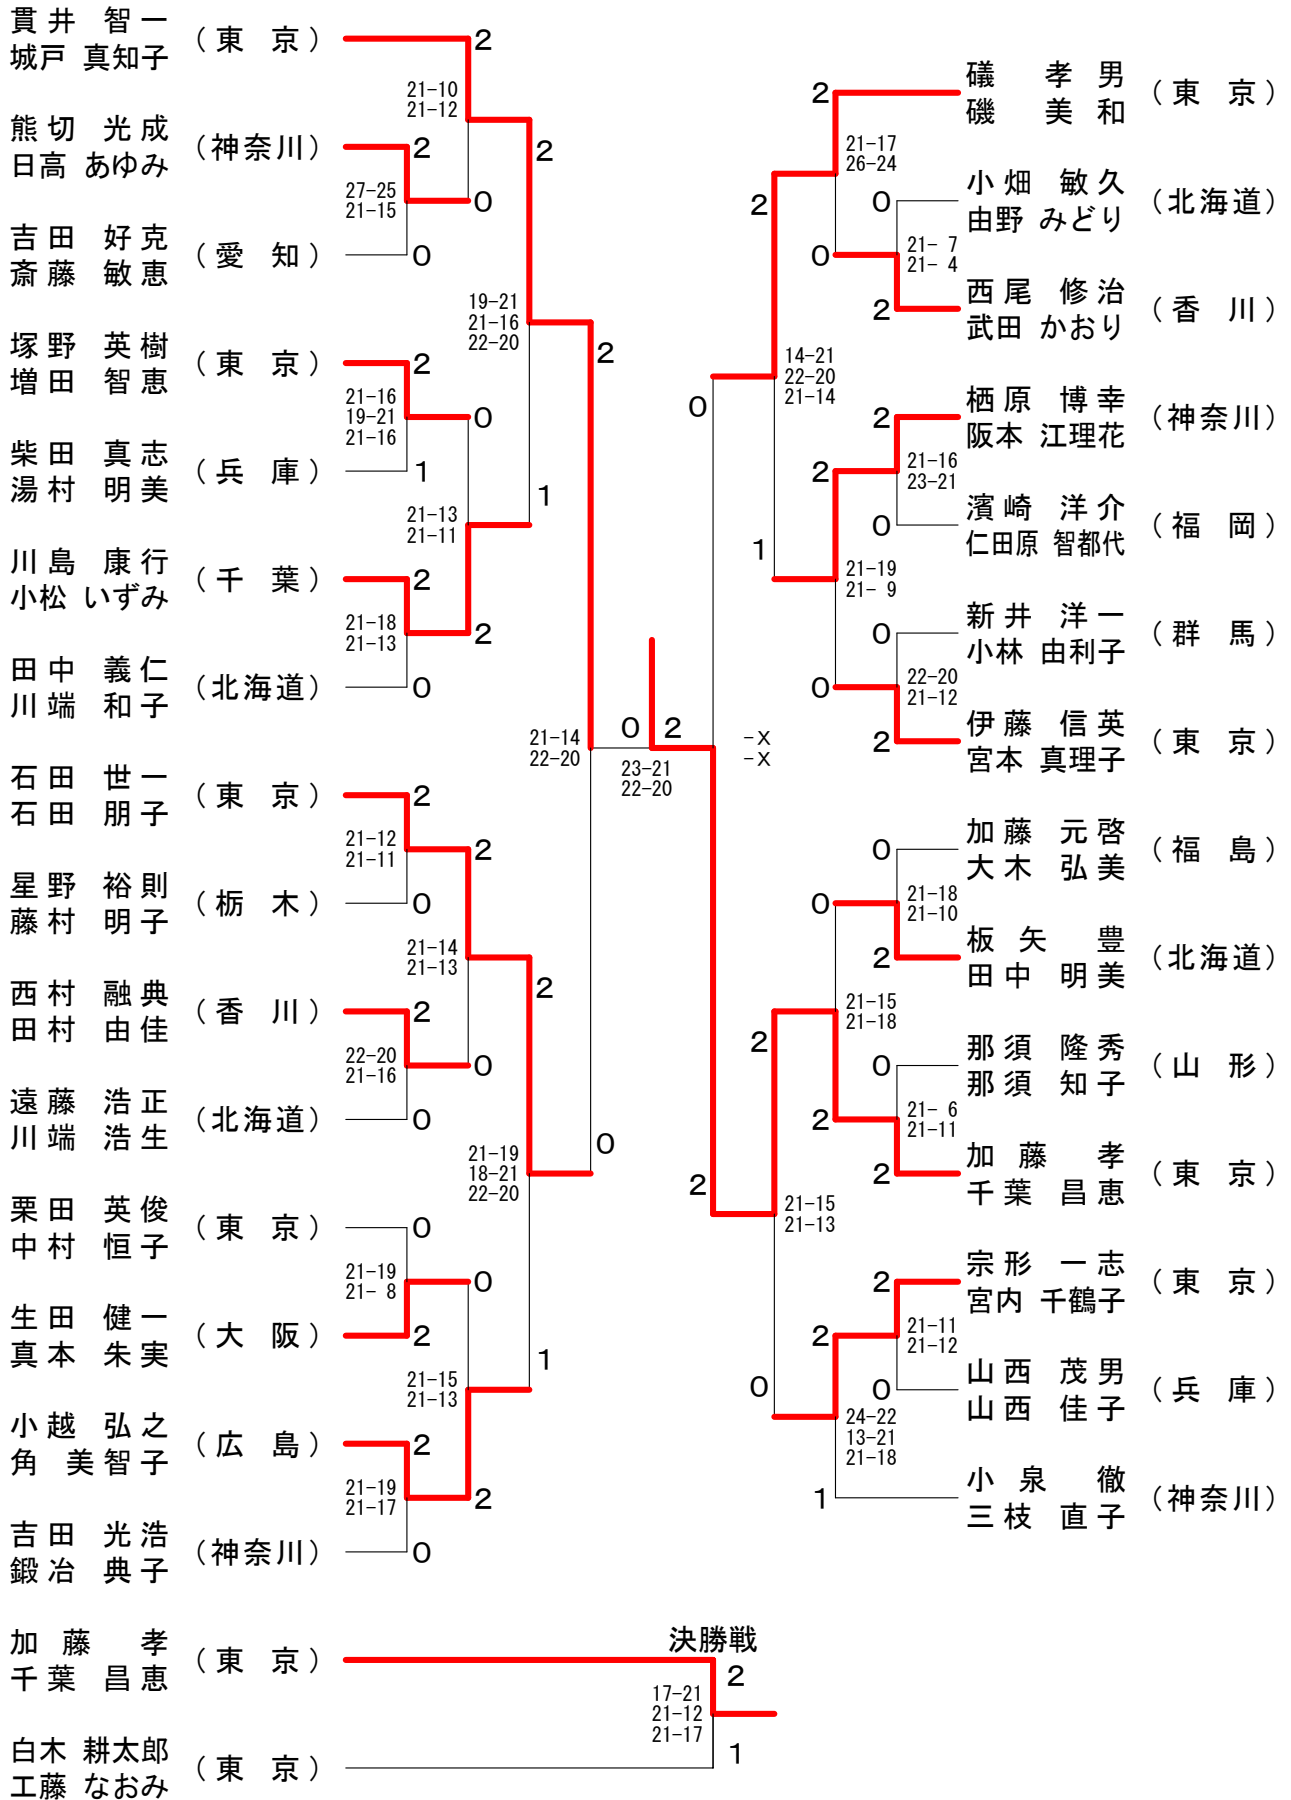 貫井 智一
城戸 真知子
(東 京)
2
21-10
21-12
熊切 光成
日高 あゆみ
(神奈川)
2
2
27-25
21-15
0
吉田 好克
斎藤 敏恵
(愛 知)
0
19-21
21-16
22-20
2
塚野 英樹
増田 智恵
(東 京)
2
21-16
19-21
21-16
0
柴田 真志
湯村 明美
(兵 庫)
1
1
21-13
21-11
川島 康行
小松 いずみ
(千 葉)
2
21-18
21-13
2
田中 義仁
川端 和子
(北海道)
0
21-14
22-20
石田 世一
石田 朋子
(東 京)
2
21-12
21-11
2
星野 裕則
藤村 明子
(栃 木)
0
21-14
21-13
2
西村 融典
田村 由佳
(香 川)
2
22-20
21-16
0
遠藤 浩正
川端 浩生
(北海道)
0
21-19
18-21
22-20
0
栗田 英俊
中村 恒子
(東 京)
0
21-19
21- 8
0
生田 健一
真本 朱実
(大 阪)
2
1
21-15
21-13
小越 弘之
角 美智子
(広 島)
2
21-19
21-17
2
吉田 光浩
鍛冶 典子
(神奈川)
0
0
2
23-21
22-20
-X
-X
2
礒 孝男
磯 美和
(東 京)
21-17
26-24
2
0
小畑 敏久
由野 みどり
(北海道)
0
21- 7
21- 4
2
西尾 修治
武田 かおり
(香 川)
0
14-21
22-20
21-14
2
栖原 博幸
阪本 江理花
(神奈川)
2
21-16
23-21
0
濱崎 洋介
仁田原 智都代
(福 岡)
1
21-19
21- 9
0
新井 洋一
小林 由利子
(群 馬)
0
22-20
21-12
2
伊藤 信英
宮本 真理子
(東 京)
0
加藤 元啓
大木 弘美
(福 島)
0
21-18
21-10
2
板矢 豊
田中 明美
(北海道)
2
21-15
21-18
0
那須 隆秀
那須 知子
(山 形)
2
21- 6
21-11
2
加藤 孝
千葉 昌恵
(東 京)
2
21-15
21-13
2
宗形 一志
宮内 千鶴子
(東 京)
2
21-11
21-12
0
山西 茂男
山西 佳子
(兵 庫)
0
24-22
13-21
21-18
1
小泉 徹
三枝 直子
(神奈川)
決勝戦
加藤 孝
千葉 昌恵
(東 京)
2
17-21
21-12
21-17
1
白木 耕太郎
工藤 なおみ
(東 京)